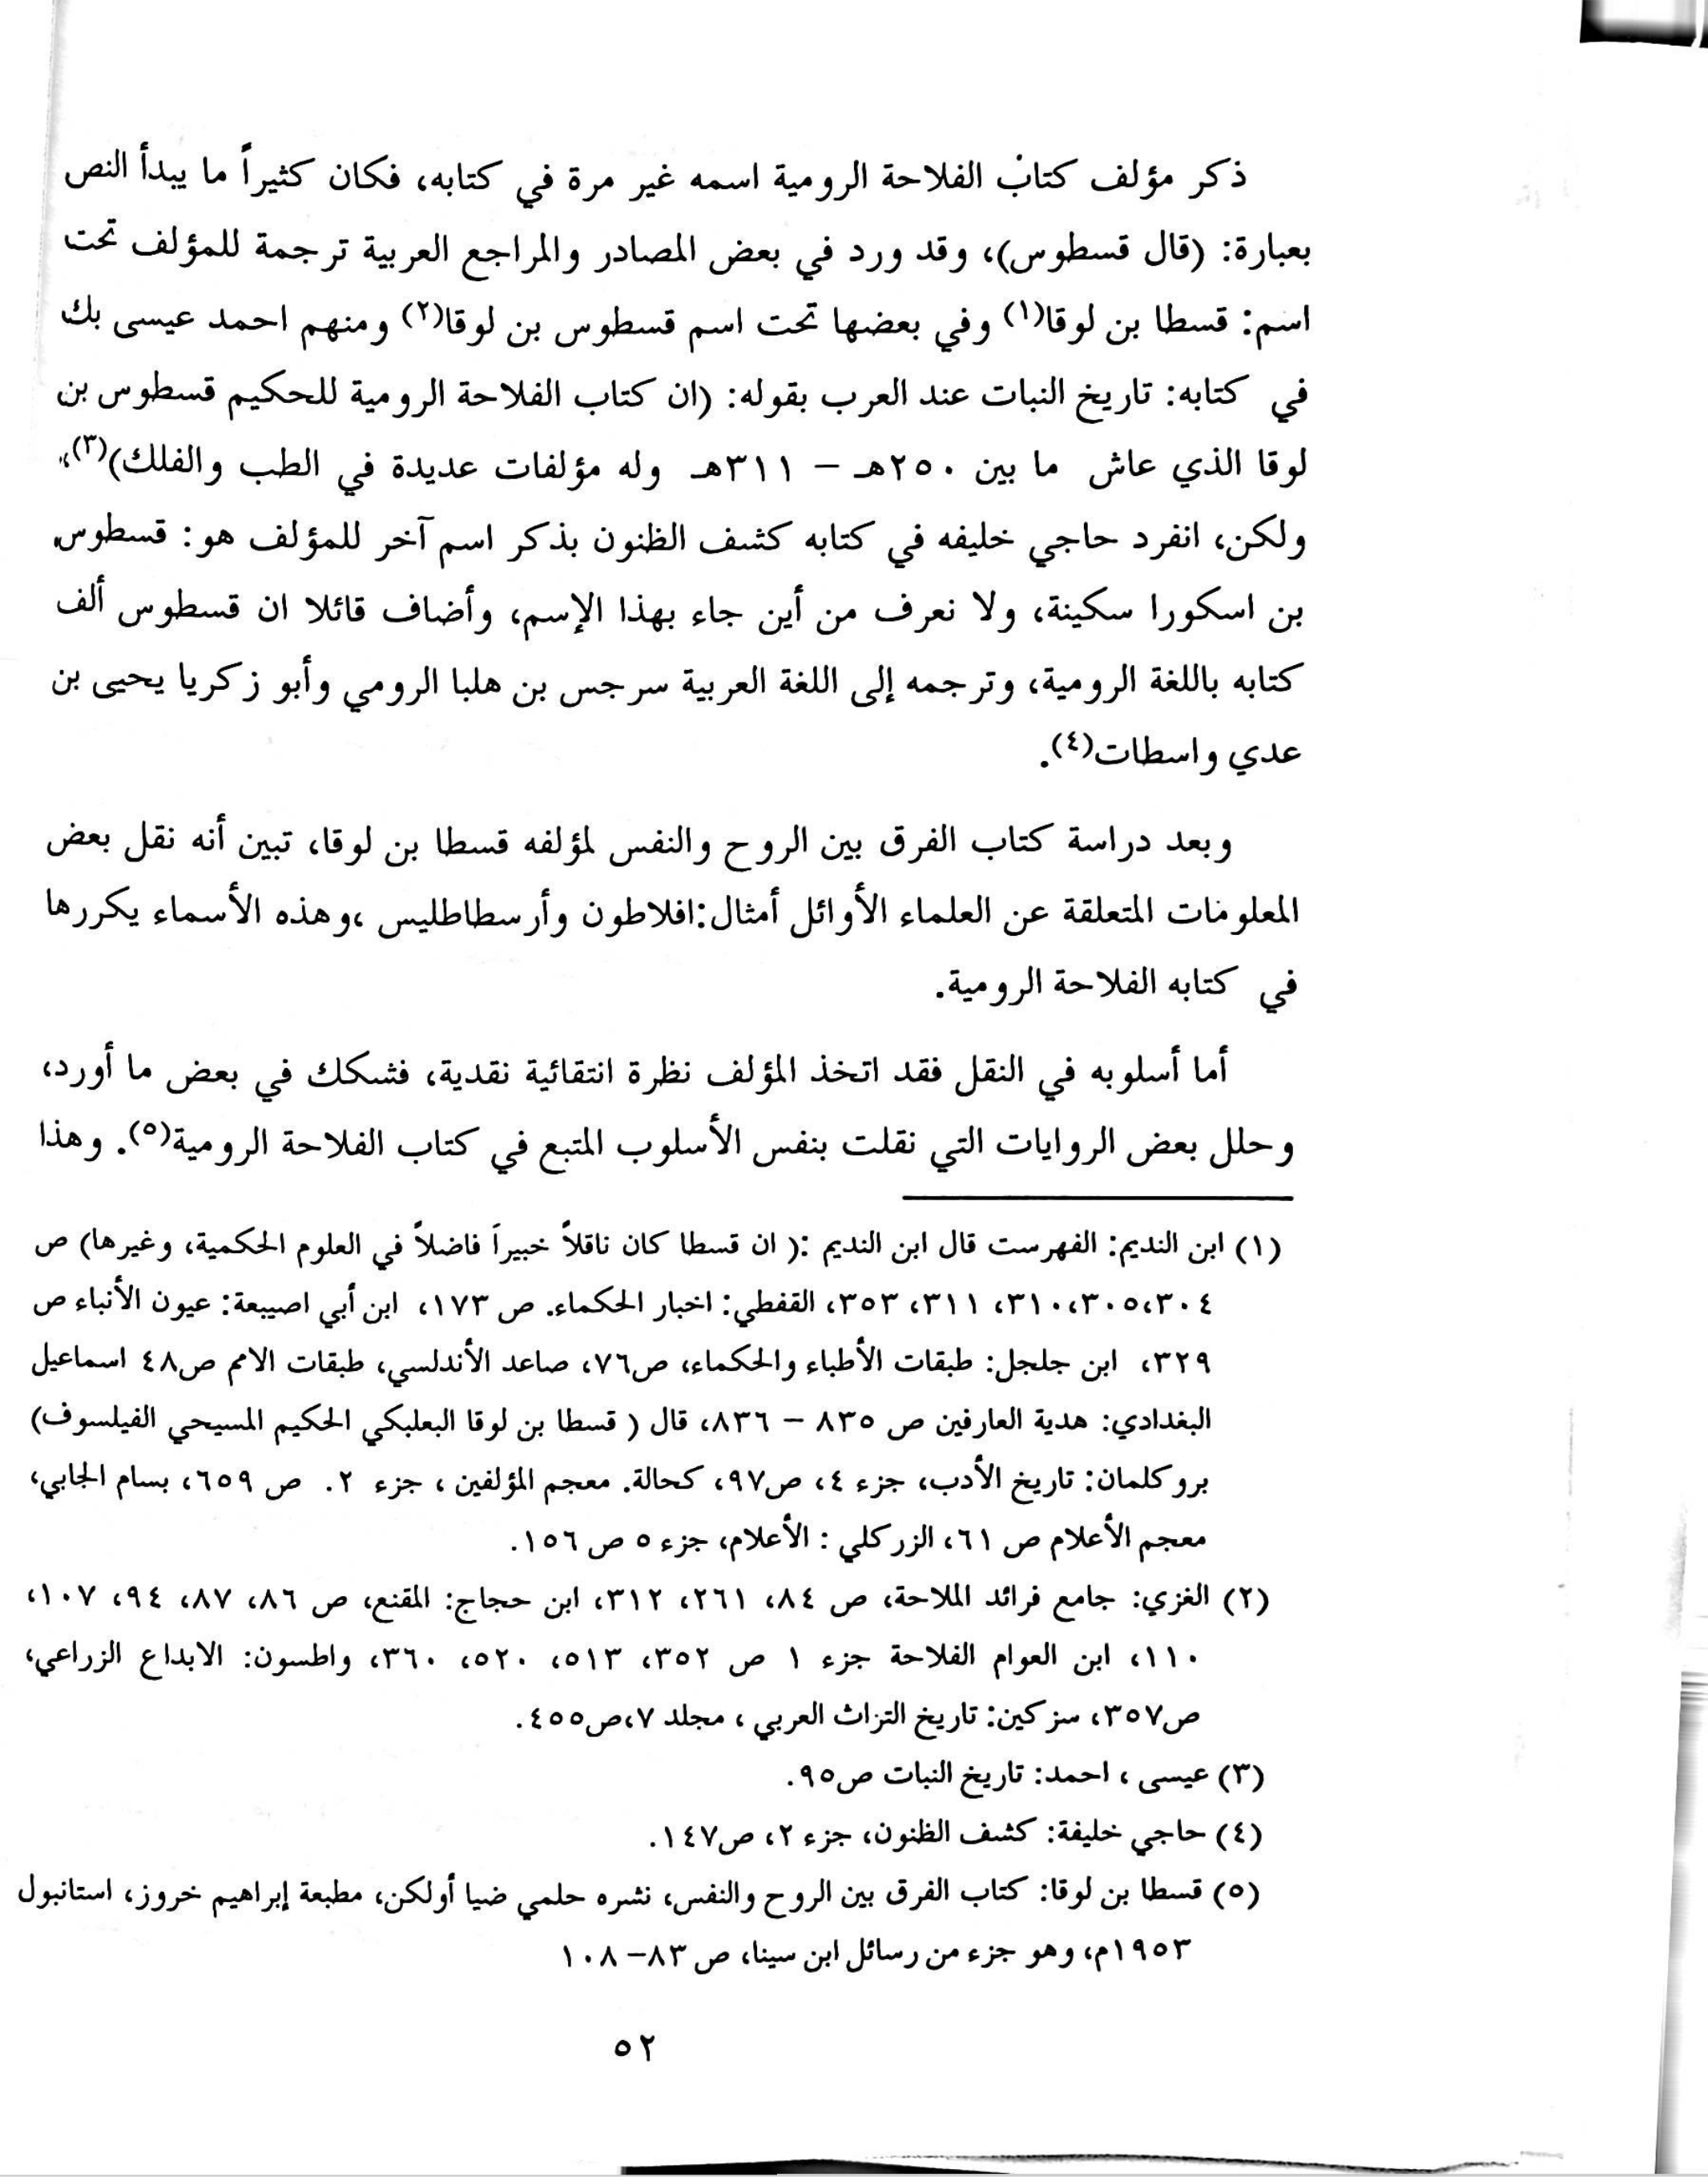 ذكر مؤلف كتاب الفلاحة الرومية اسمه غير مرة في كتابه، فكان كثيراً ما يبدأ النص
بعبارة: (قال قسطوس)، وقد ورد في بعض المصادر والمراجع العربية ترجمة للمؤلف تحت
اسم: قسطا بن لوقا(١) وفي بعضها تحت اسم قسطوس بن لوقا(٢) ومنهم احمد عيسى بك
في كتابه: تاريخ النبات عند العرب بقوله: (ان كتاب الفلاحة الرومية للحكيم قسطوس بن
لوقا الذي عاش ما بين ٢٥٠هـ – ٣١١هـ وله مؤلفات عديدة في الطب والفلك)(٣)،
ولكن، انفرد حاجي خليفه في كتابه كشف الظنون بذكر اسم آخر للمؤلف هو: قسطوس
بن اسكورا سكينة، ولا نعرف من أين جاء بهذا الإسم، وأضاف قائلا ان قسطوس ألف
كتابه باللغة الرومية، وترجمه إلى اللغة العربية سرجس بن هلبا الرومي وأبو زكريا يحيى بن
عدي واسطات(٤).
وبعد دراسة كتاب الفرق بين الروح والنفس لمؤلفه قسطا بن لوقا، تبين أنه نقل بعض
المعلومات المتعلقة عن العلماء الأوائل أمثال:افلاطون وأرسطاطليس ،وهذه الأسماء يكررها
في كتابه الفلاحة الرومية.
أما أسلوبه في النقل فقد اتخذ المؤلف نظرة انتقائية نقدية، فشكك في بعض ما أورد،
وحلل بعض الروايات التي نقلت بنفس الأسلوب المتبع في كتاب الفلاحة الرومية(٥). وهذا
(١) ابن النديم: الفهرست قال ابن النديم :( ان قسطا كان ناقلاً خبيراً فاضلاً في العلوم الحكمية، وغيرها) ص
٣٠٤،٣٠٥،٣١٠، ٣١١، ٣٥٣، القفطي: اخبار الحكماء. ص ١٧٣، ابن أبي اصيبعة: عيون الأنباء ص
٣٢٩، ابن جلجل: طبقات الأطباء والحكماء، ص٧٦، صاعد الأندلسي، طبقات الامم ص٤٨ اسماعيل
البغدادي: هدية العارفين ص ٨٣٥ – ٨٣٦، قال ( قسطا بن لوقا البعلبكي الحكيم المسيحي الفيلسوف)
بروكلمان: تاريخ الأدب، جزء ٤، ص٩٧، كحالة. معجم المؤلفين ، جزء ٢. ص ٦٥٩، بسام الجابي،
معجم الأعلام ص ٦١، الزركلي : الأعلام، جزء ٥ ص ١٥٦.
(٢) الغزي: جامع فرائد الملاحة، ص ٨٤، ٢٦١، ٣١٢، ابن حجاج: المقنع، ص ٨٦، ٨٧، ٩٤، ١٠٧،
١١٠، ابن العوام الفلاحة جزء ١ ص ٣٥٢، ٥١٣، ٥٢٠، ٣٦٠، واطسون: الابداع الزراعي،
ص٣٥٧، سزكين: تاريخ التراث العربي ، مجلد ٧،ص٤٥٥.
(٣) عيسى ، احمد: تاريخ النبات ص٩٥.
(٤) حاجي خليفة: كشف الظنون، جزء ٢، ص١٤٧.
(٥) قسطا بن لوقا: كتاب الفرق بين الروح والنفس، نشره حلمي ضيا أولكن، مطبعة إبراهيم خروز، استانبول
١٩٥٣م، وهو جزء من رسائل ابن سينا، ص ٨٣– ١٠٨
٥٢